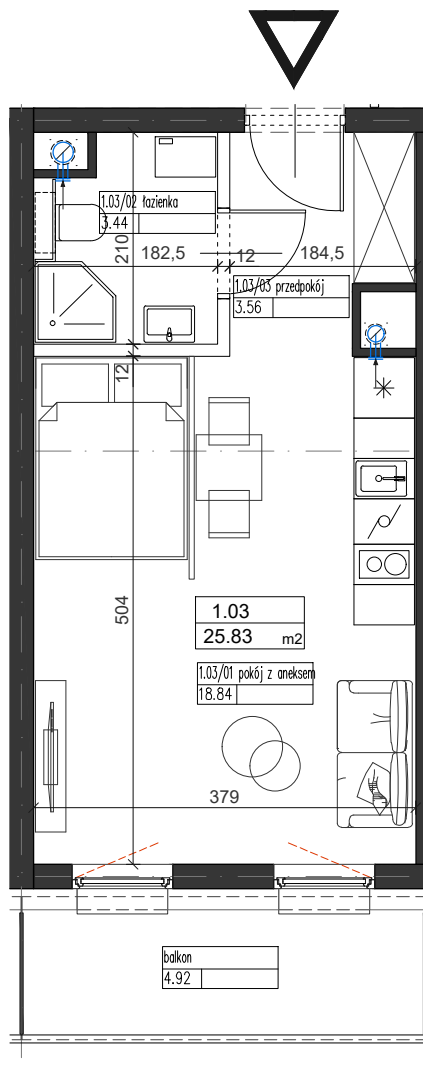 1.03/02 łazienka
3.44
210
182,5
12
184,5
1.03/03 przedpokój
3.56
12
504
1.03
25.83 m2
1.03/01 pokój z aneksem
18.84
379
balkon
4.92